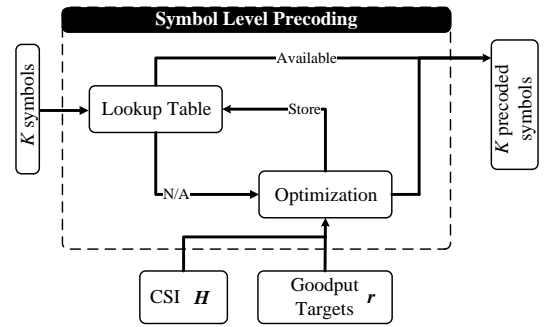 Symbol Level Precoding
Available
K symbols
Lookup Table
Store
K precoded
symbols
N/A
Optimization
CSI H
Goodput
Targets r